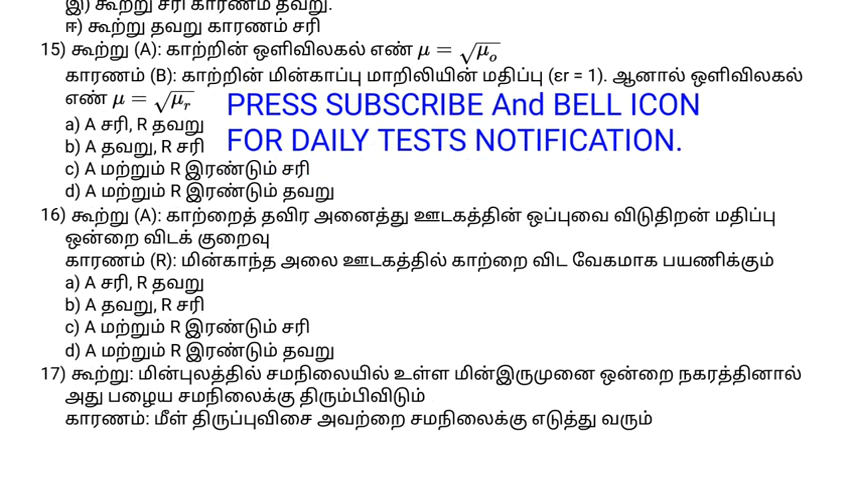 இ) கூற்று சரி காரணம் தவறு.
ஈ) கூற்று தவறு காரணம் சரி
15) கூற்று (A): காற்றின் ஒளிவிலகல் எண் μ = √μₒ
காரணம் (B): காற்றின் மின்காப்பு மாறிலியின் மதிப்பு (εr = 1). ஆனால் ஒளிவிலகல்
எண் μ = √μᵣ
PRESS SUBSCRIBE And BELL ICON
a) A சரி, R தவறு
FOR DAILY TESTS NOTIFICATION.
b) A தவறு, R சரி
c) A மற்றும் R இரண்டும் சரி
d) A மற்றும் R இரண்டும் தவறு
16) கூற்று (A): காற்றைத் தவிர அனைத்து ஊடகத்தின் ஒப்புவை விடுதிறன் மதிப்பு
ஒன்றை விடக் குறைவு
காரணம் (R): மின்காந்த அலை ஊடகத்தில் காற்றை விட வேகமாக பயணிக்கும்
a) A சரி, R தவறு
b) A தவறு, R சரி
c) A மற்றும் R இரண்டும் சரி
d) A மற்றும் R இரண்டும் தவறு
17) கூற்று: மின்புலத்தில் சமநிலையில் உள்ள மின்இருமுனை ஒன்றை நகரத்தினால்
அது பழைய சமநிலைக்கு திரும்பிவிடும்
காரணம்: மீள் திருப்புவிசை அவற்றை சமநிலைக்கு எடுத்து வரும்